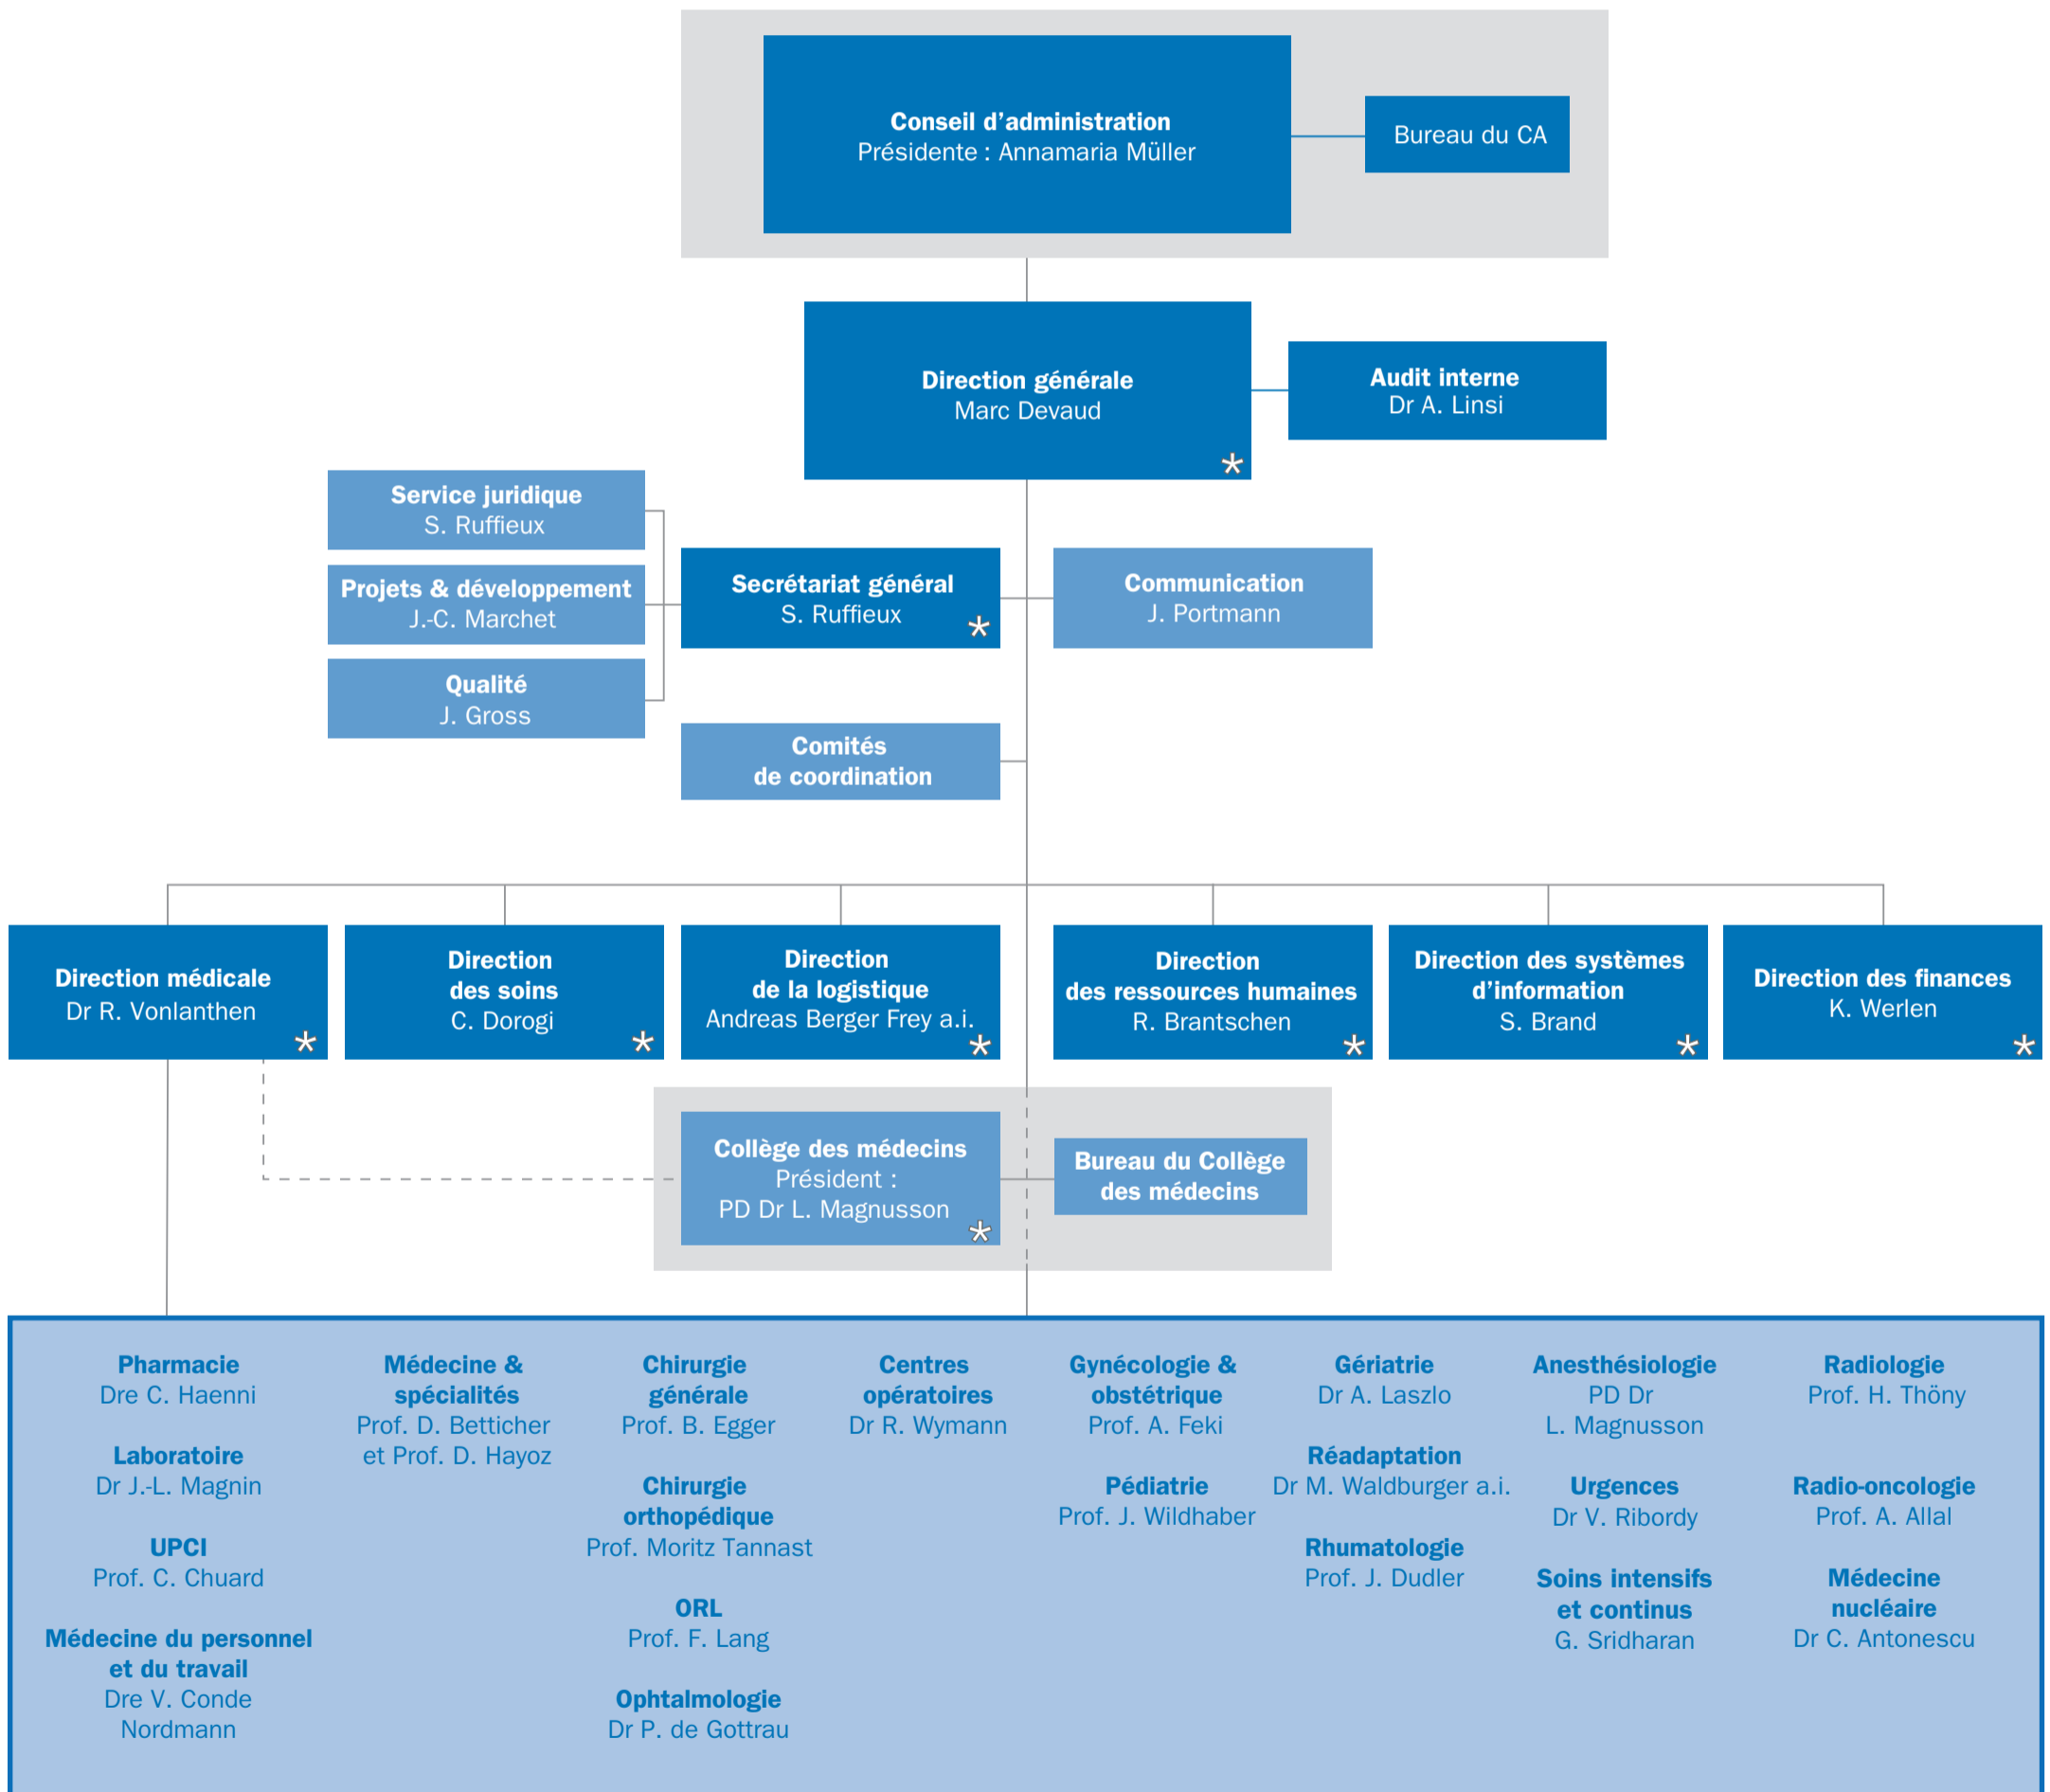 Conseil d’administration
Présidente : Annamaria Müller
Bureau du CA
Direction générale
Marc Devaud
*
Audit interne
Dr A. Linsi
Service juridique
S. Ruffieux
Projets & développement
J.-C. Marchet
Qualité
J. Gross
Secrétariat général
S. Ruffieux
*
Communication
J. Portmann
Comités
de coordination
Direction médicale
Dr R. Vonlanthen
*
Direction
des soins
C. Dorogi
*
Direction
de la logistique
Andreas Berger Frey a.i.
*
Direction
des ressources humaines
R. Brantschen
*
Direction des systèmes
d’information
S. Brand
*
Direction des finances
K. Werlen
*
Collège des médecins
Président :
PD Dr L. Magnusson
*
Bureau du Collège
des médecins
Pharmacie
Dre C. Haenni
Laboratoire
Dr J.-L. Magnin
UPCI
Prof. C. Chuard
Médecine du personnel
et du travail
Dre V. Conde
Nordmann
Médecine &
spécialités
Prof. D. Betticher
et Prof. D. Hayoz
Chirurgie
générale
Prof. B. Egger
Chirurgie
orthopédique
Prof. Moritz Tannast
ORL
Prof. F. Lang
Ophtalmologie
Dr P. de Gottrau
Centres
opératoires
Dr R. Wymann
Gynécologie &
obstétrique
Prof. A. Feki
Pédiatrie
Prof. J. Wildhaber
Gériatrie
Dr A. Laszlo
Réadaptation
Dr M. Waldburger a.i.
Rhumatologie
Prof. J. Dudler
Anesthésiologie
PD Dr
L. Magnusson
Urgences
Dr V. Ribordy
Soins intensifs
et continus
G. Sridharan
Radiologie
Prof. H. Thöny
Radio-oncologie
Prof. A. Allal
Médecine
nucléaire
Dr C. Antonescu